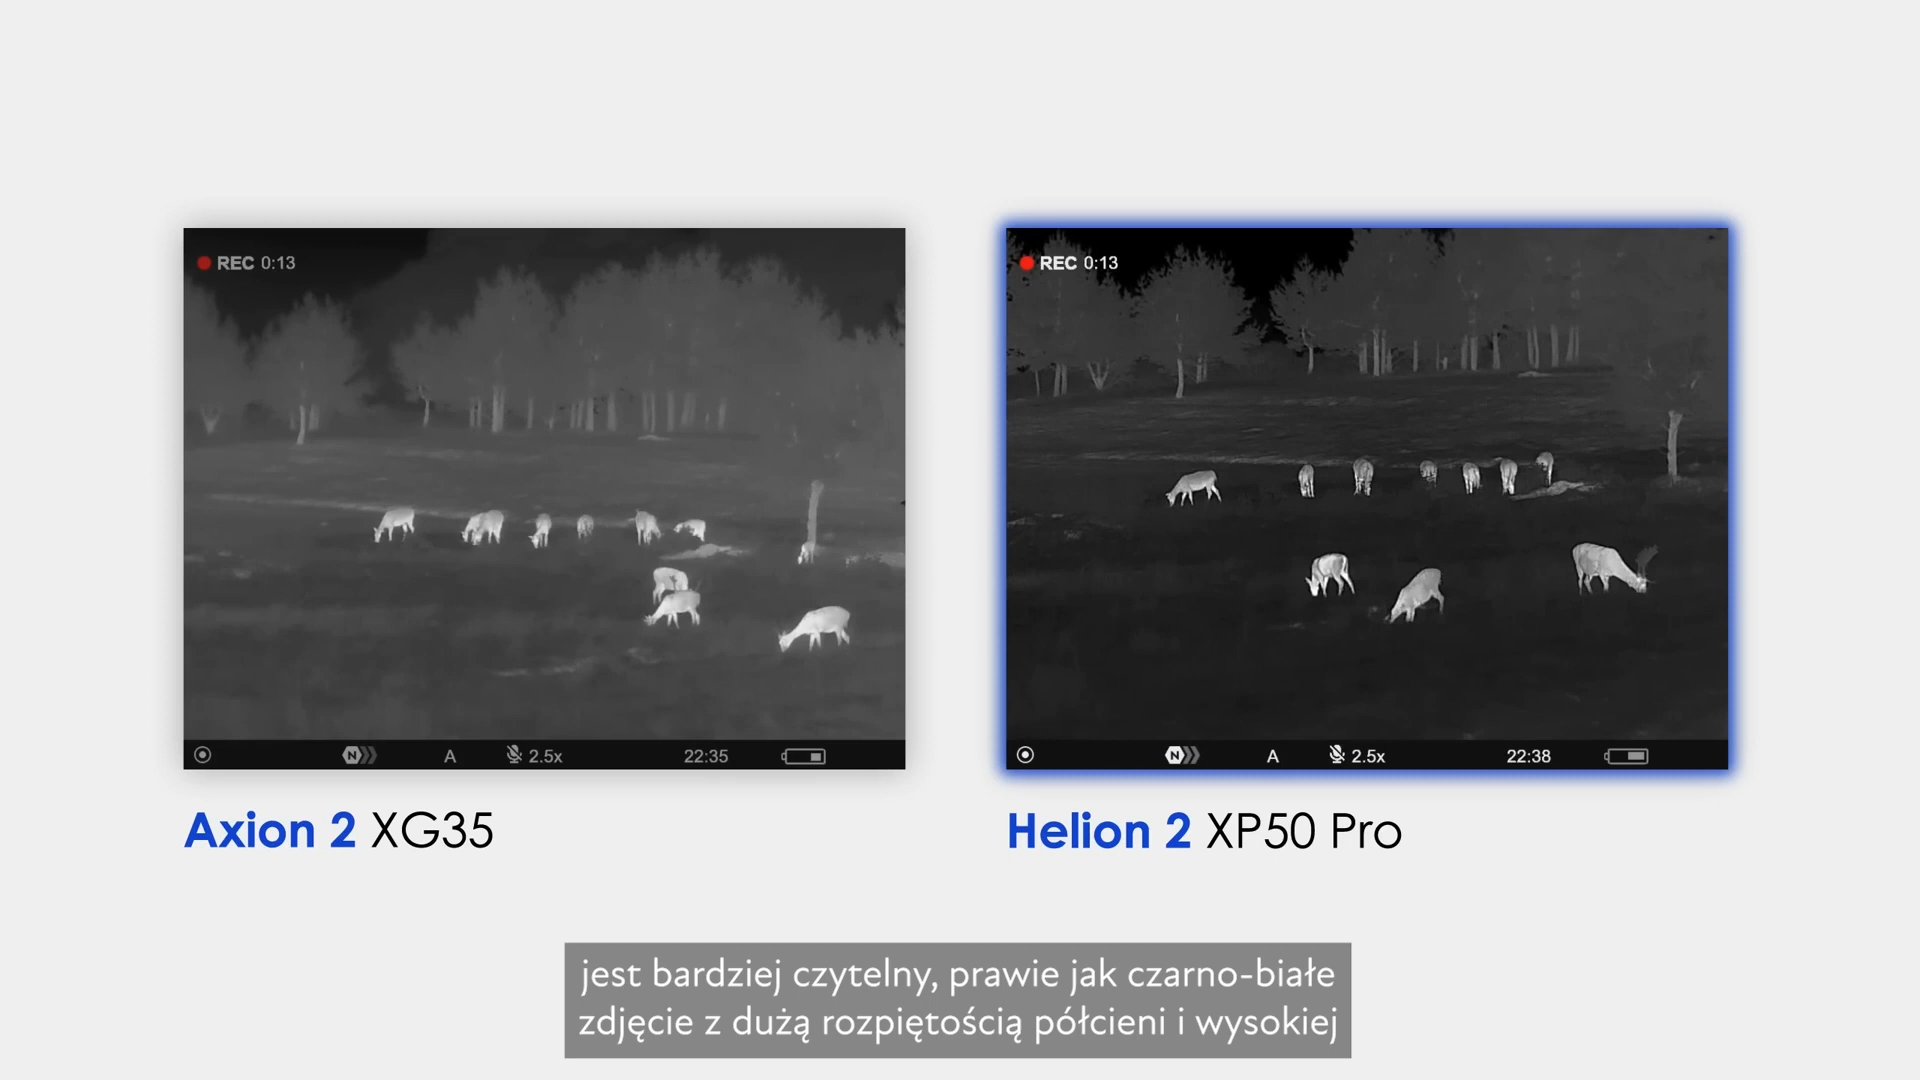 REC 0:13
REC 0:13
N A 2.5x 22:35
N A 2.5x 22:38
Axion 2 XG35
Helion 2 XP50 Pro
jest bardziej czytelny, prawie jak czarno-białe
zdjęcie z dużą rozpiętością półcieni i wysokiej